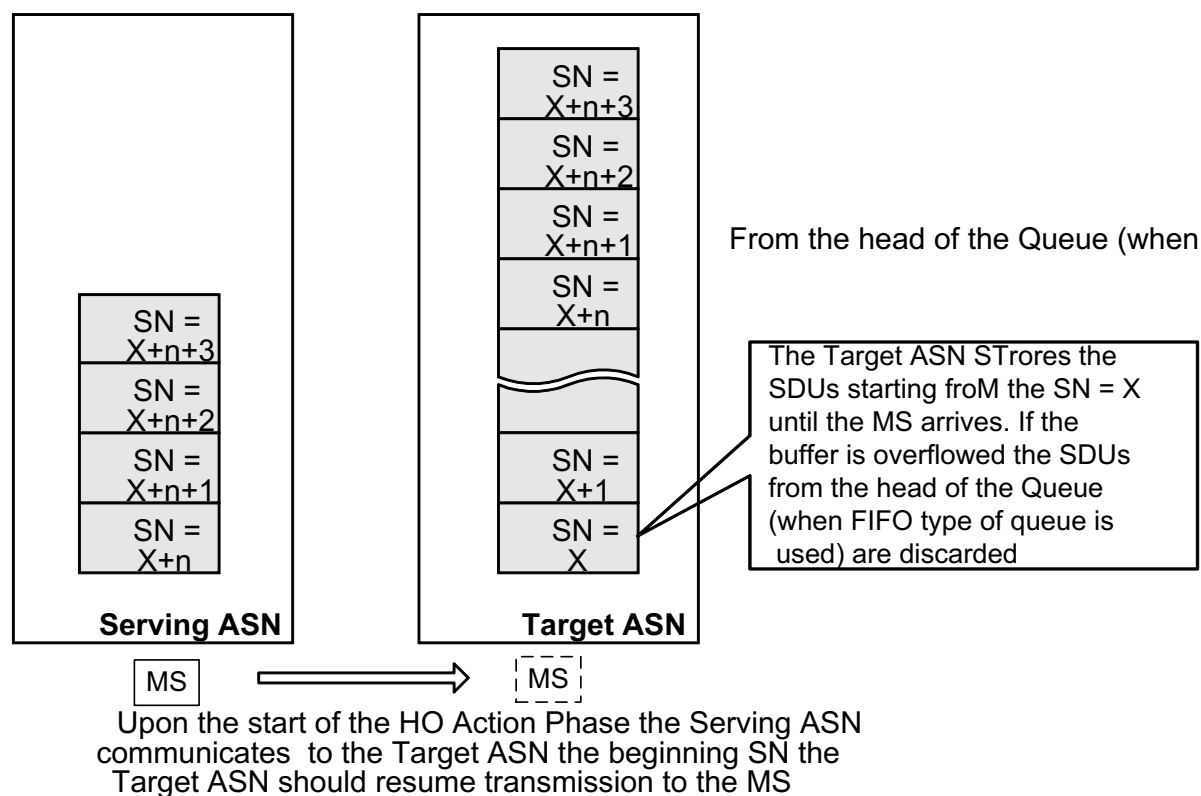 SN =
X+n+3
SN =
X+n+2
SN =
X+n+1
SN =
X+n
Serving ASN
SN =
X+n+3
SN =
X+n+2
SN =
X+n+1
SN =
X+n
SN =
X+1
SN =
X
Target ASN
From the head of the Queue (when
The Target ASN STrores the
SDUs starting froM the SN = X
until the MS arrives. If the
buffer is overflowed the SDUs
from the head of the Queue
(when FIFO type of queue is
used) are discarded
MS
MS
Upon the start of the HO Action Phase the Serving ASN
communicates to the Target ASN the beginning SN the
Target ASN should resume transmission to the MS